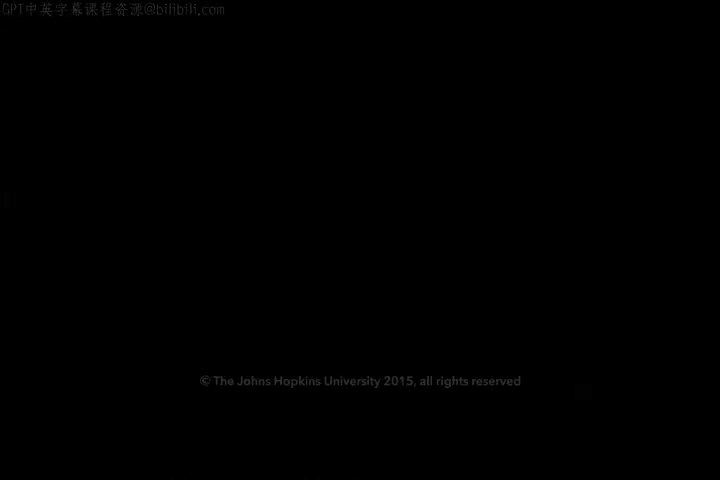 GPT中英字幕课程资源@bilibili.com
© The Johns Hopkins University 2015, all rights reserved